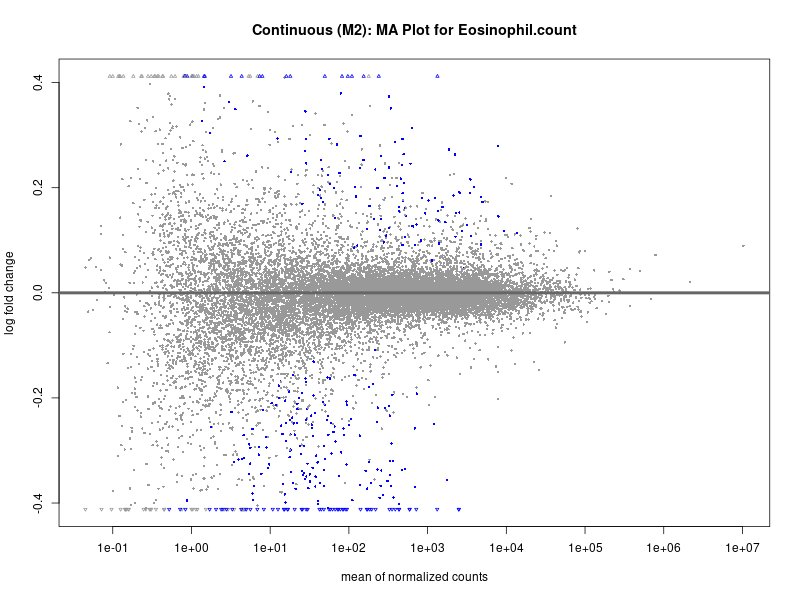 Continuous (M2): MA Plot for Eosinophil.count
log fold change
0.4
0.2
0.0
-0.2
-0.4
1e-01 1e+00 1e+01 1e+02 1e+03 1e+04 1e+05 1e+06 1e+07
mean of normalized counts